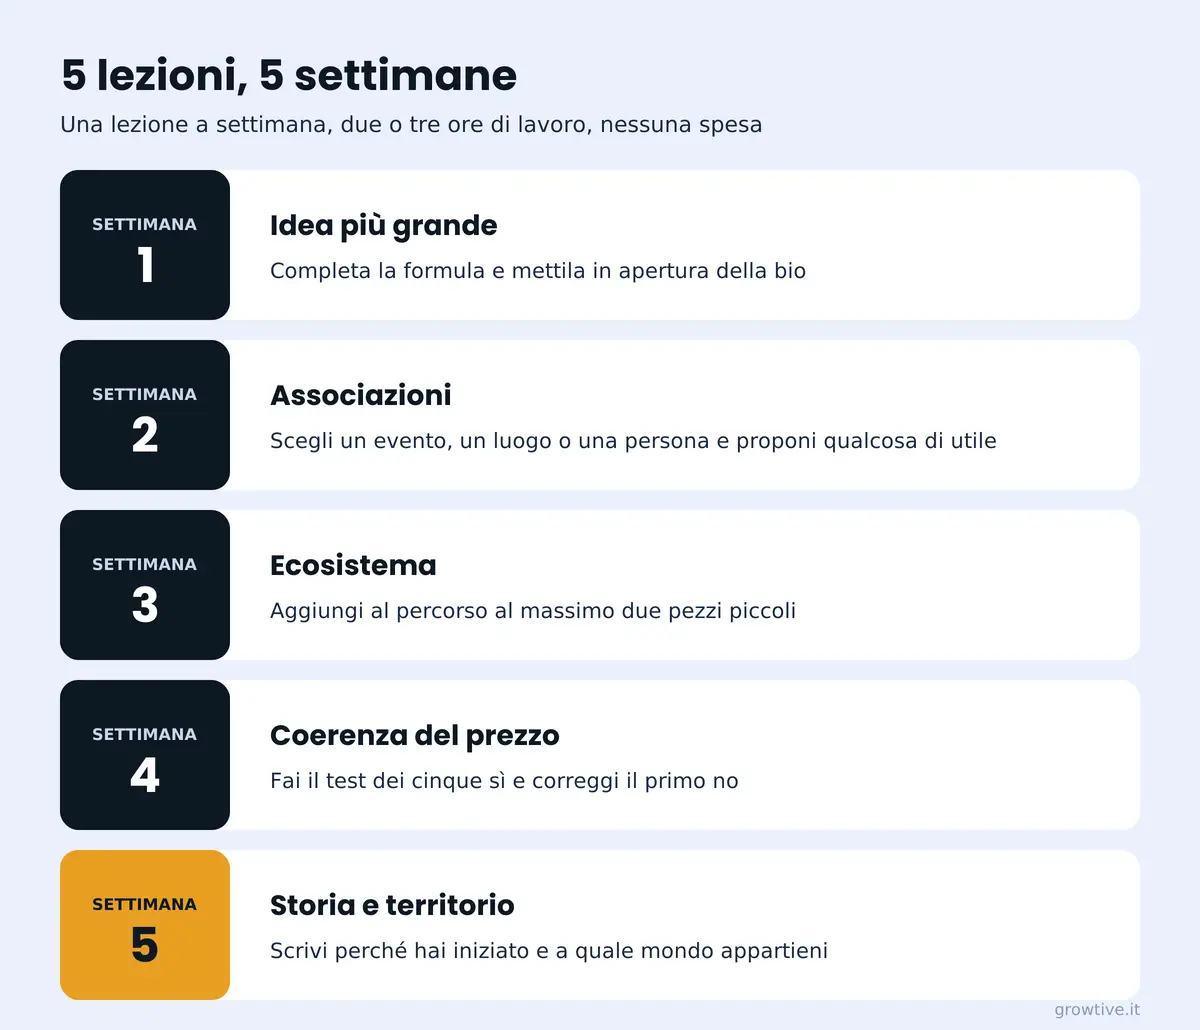 5 lezioni, 5 settimane
Una lezione a settimana, due o tre ore di lavoro, nessuna spesa
SETTIMANA
1
Idea più grande
Completa la formula e mettila in apertura della bio
SETTIMANA
2
Associazioni
Scegli un evento, un luogo o una persona e proponi qualcosa di utile
SETTIMANA
3
Ecosistema
Aggiungi al percorso al massimo due pezzi piccoli
SETTIMANA
4
Coerenza del prezzo
Fai il test dei cinque sì e correggi il primo no
SETTIMANA
5
Storia e territorio
Scrivi perché hai iniziato e a quale mondo appartieni
growtive.it